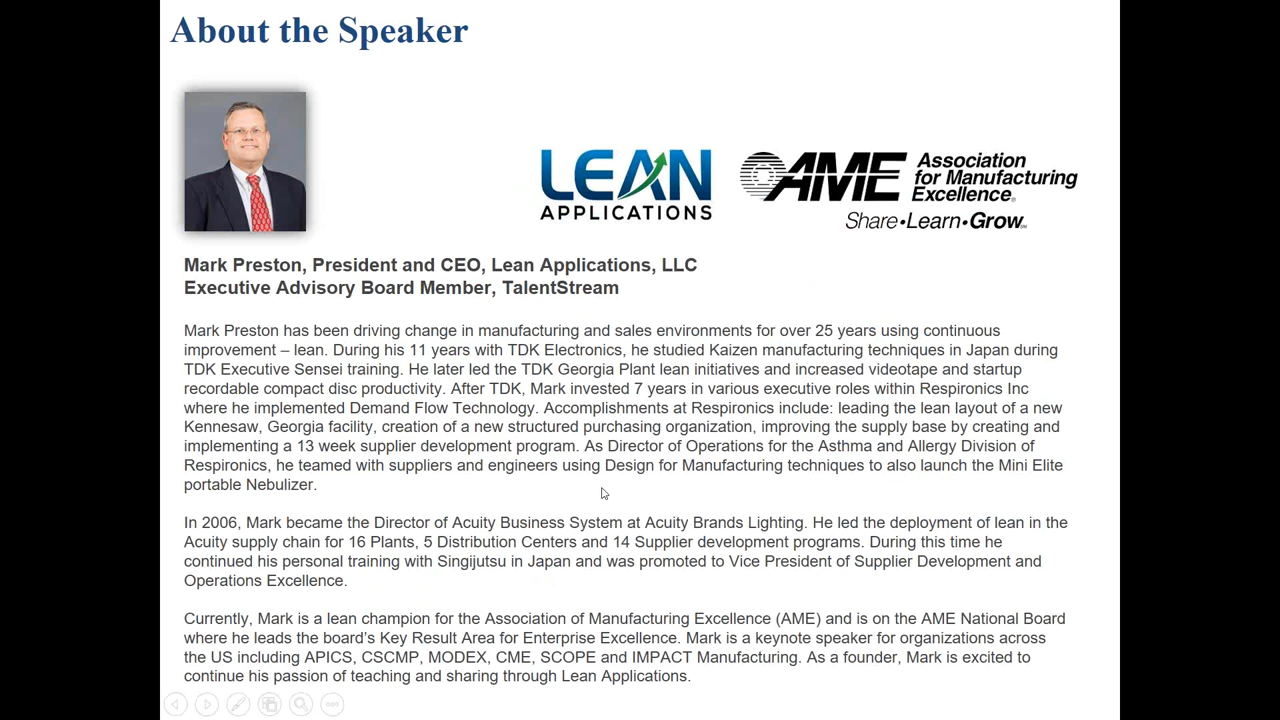 About the Speaker
LEAN
APPLICATIONS
AME
Association
for Manufacturing
Excellence®
Share•Learn•Grow℠
Mark Preston, President and CEO, Lean Applications, LLC
Executive Advisory Board Member, TalentStream
Mark Preston has been driving change in manufacturing and sales environments for over 25 years using continuous
improvement – lean. During his 11 years with TDK Electronics, he studied Kaizen manufacturing techniques in Japan during
TDK Executive Sensei training. He later led the TDK Georgia Plant lean initiatives and increased videotape and startup
recordable compact disc productivity. After TDK, Mark invested 7 years in various executive roles within Respironics Inc
where he implemented Demand Flow Technology. Accomplishments at Respironics include: leading the lean layout of a new
Kennesaw, Georgia facility, creation of a new structured purchasing organization, improving the supply base by creating and
implementing a 13 week supplier development program. As Director of Operations for the Asthma and Allergy Division of
Respironics, he teamed with suppliers and engineers using Design for Manufacturing techniques to also launch the Mini Elite
portable Nebulizer.
In 2006, Mark became the Director of Acuity Business System at Acuity Brands Lighting. He led the deployment of lean in the
Acuity supply chain for 16 Plants, 5 Distribution Centers and 14 Supplier development programs. During this time he
continued his personal training with Singijutsu in Japan and was promoted to Vice President of Supplier Development and
Operations Excellence.
Currently, Mark is a lean champion for the Association of Manufacturing Excellence (AME) and is on the AME National Board
where he leads the board's Key Result Area for Enterprise Excellence. Mark is a keynote speaker for organizations across
the US including APICS, CSCMP, MODEX, CME, SCOPE and IMPACT Manufacturing. As a founder, Mark is excited to
continue his passion of teaching and sharing through Lean Applications.